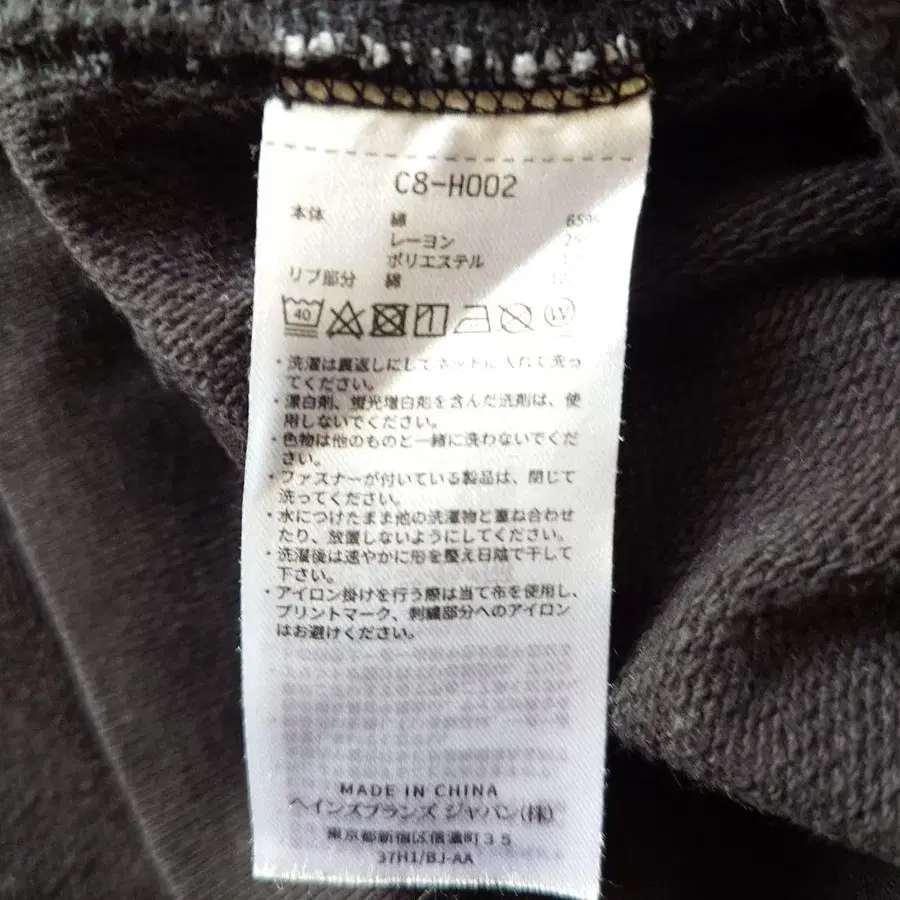 C8-H002
本体 綿 65%
レーヨン
ポリエステル
リブ部分 綿
40
・洗濯は裏返しにしてネットに入れて洗っ
てください。
・漂白剤、蛍光増白剤を含んだ洗剤は、使
用しないでください。
・色物は他のものと一緒に洗わないでくだ
さい。
・ファスナーが付いている製品は、閉じて
洗ってください。
・水につけたまま他の洗濯物と重ね合わせ
たり、放置しないようにしてください。
・洗濯後は速やかに形を整え日陰で干して
下さい。
・アイロン掛けを行う際は当て布を使用し、
プリントマーク、刺繍部分へのアイロン
はお避けください。
MADE IN CHINA
ヘインズブランズ ジャパン(株)
東京都新宿区信濃町35
37H1/BJ-AA